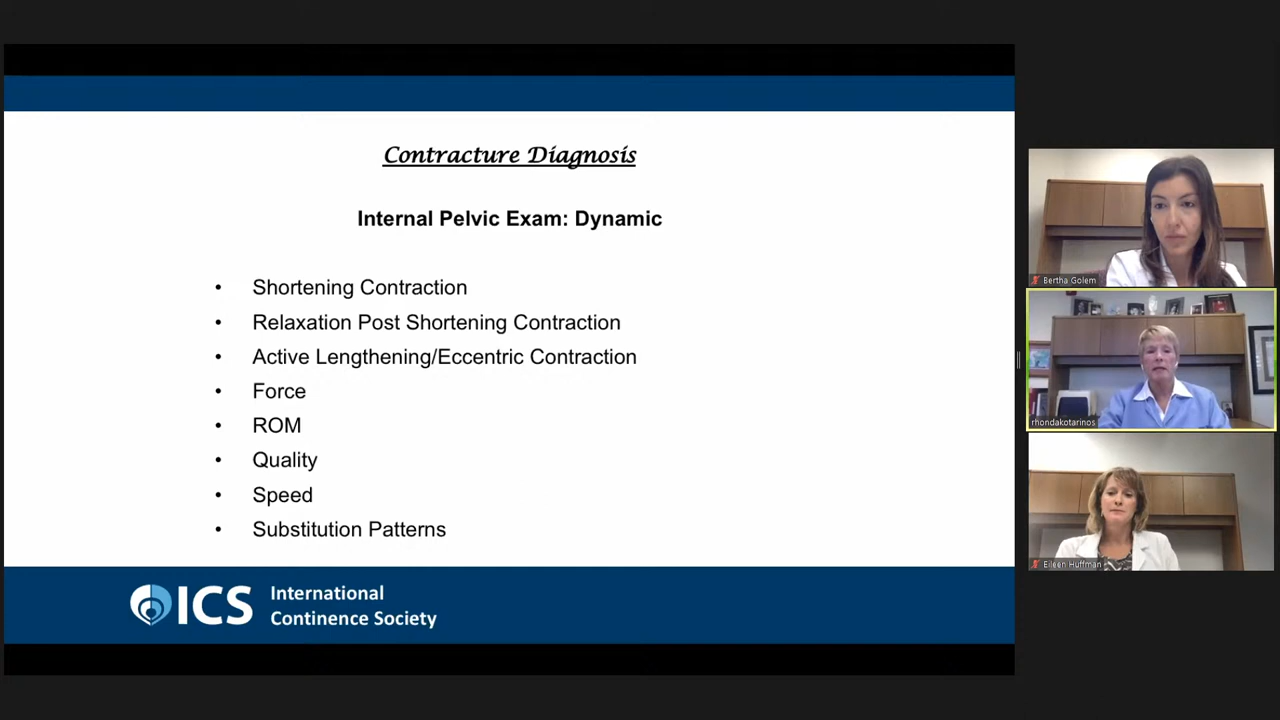 Contracture Diagnosis
Internal Pelvic Exam: Dynamic
• Shortening Contraction
• Relaxation Post Shortening Contraction
• Active Lengthening/Eccentric Contraction
• Force
• ROM
• Quality
• Speed
• Substitution Patterns
ICS
International
Continence Society
Bertha Golem
rhondakotarinos
Eileen Huffman